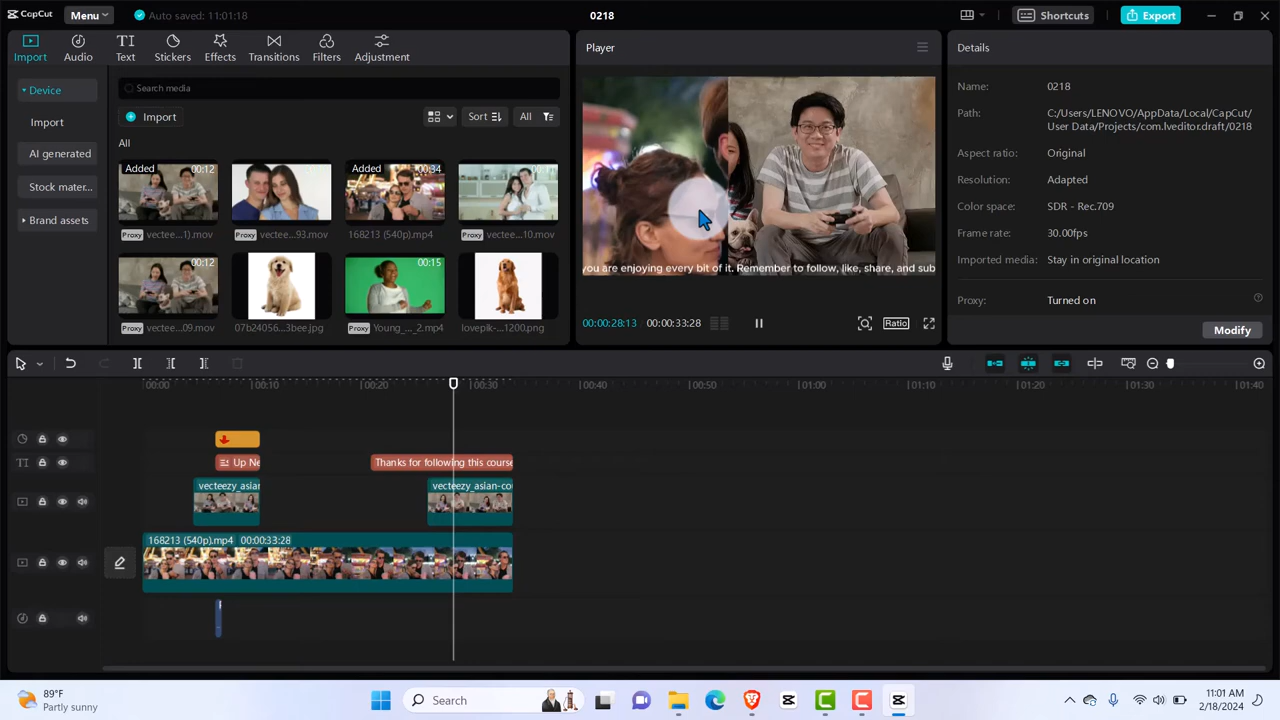 CapCut
Menu
Auto saved: 11:01:18
0218
Shortcuts
Export
Import
Audio
Text
Stickers
Effects
Transitions
Filters
Adjustment
Device
Import
AI generated
Stock mater...
Brand assets
Search media
Import
Sort
All
All
Added
00:12
Added
00:34
Proxy
vectee...1).mov
Proxy
vectee...93.mov
168213 (540p).mp4
Proxy
vectee...10.mov
00:12
00:15
Proxy
vectee...09.mov
07b24056...3bee.jpg
Proxy
Young_..._2.mp4
lovepik-...1200.png
Player
you are enjoying every bit of it. Remember to follow, like, share, and sub
00:00:28:13
00:00:33:28
Ratio
Details
Name:
0218
Path:
C:/Users/LENOVO/AppData/Local/CapCut/
User Data/Projects/com.lveditor.draft/0218
Aspect ratio:
Original
Resolution:
Adapted
Color space:
SDR - Rec.709
Frame rate:
30.00fps
Imported media:
Stay in original location
Proxy:
Turned on
Modify
00:00
00:10
00:20
00:30
00:40
00:50
01:00
01:10
01:20
01:30
01:40
Up Ne
Thanks for following this course
vecteezy_asian
vecteezy_asian-co
168213 (540p).mp4
00:00:33:28
TI
89°F
Partly sunny
Search
11:01 AM
2/18/2024